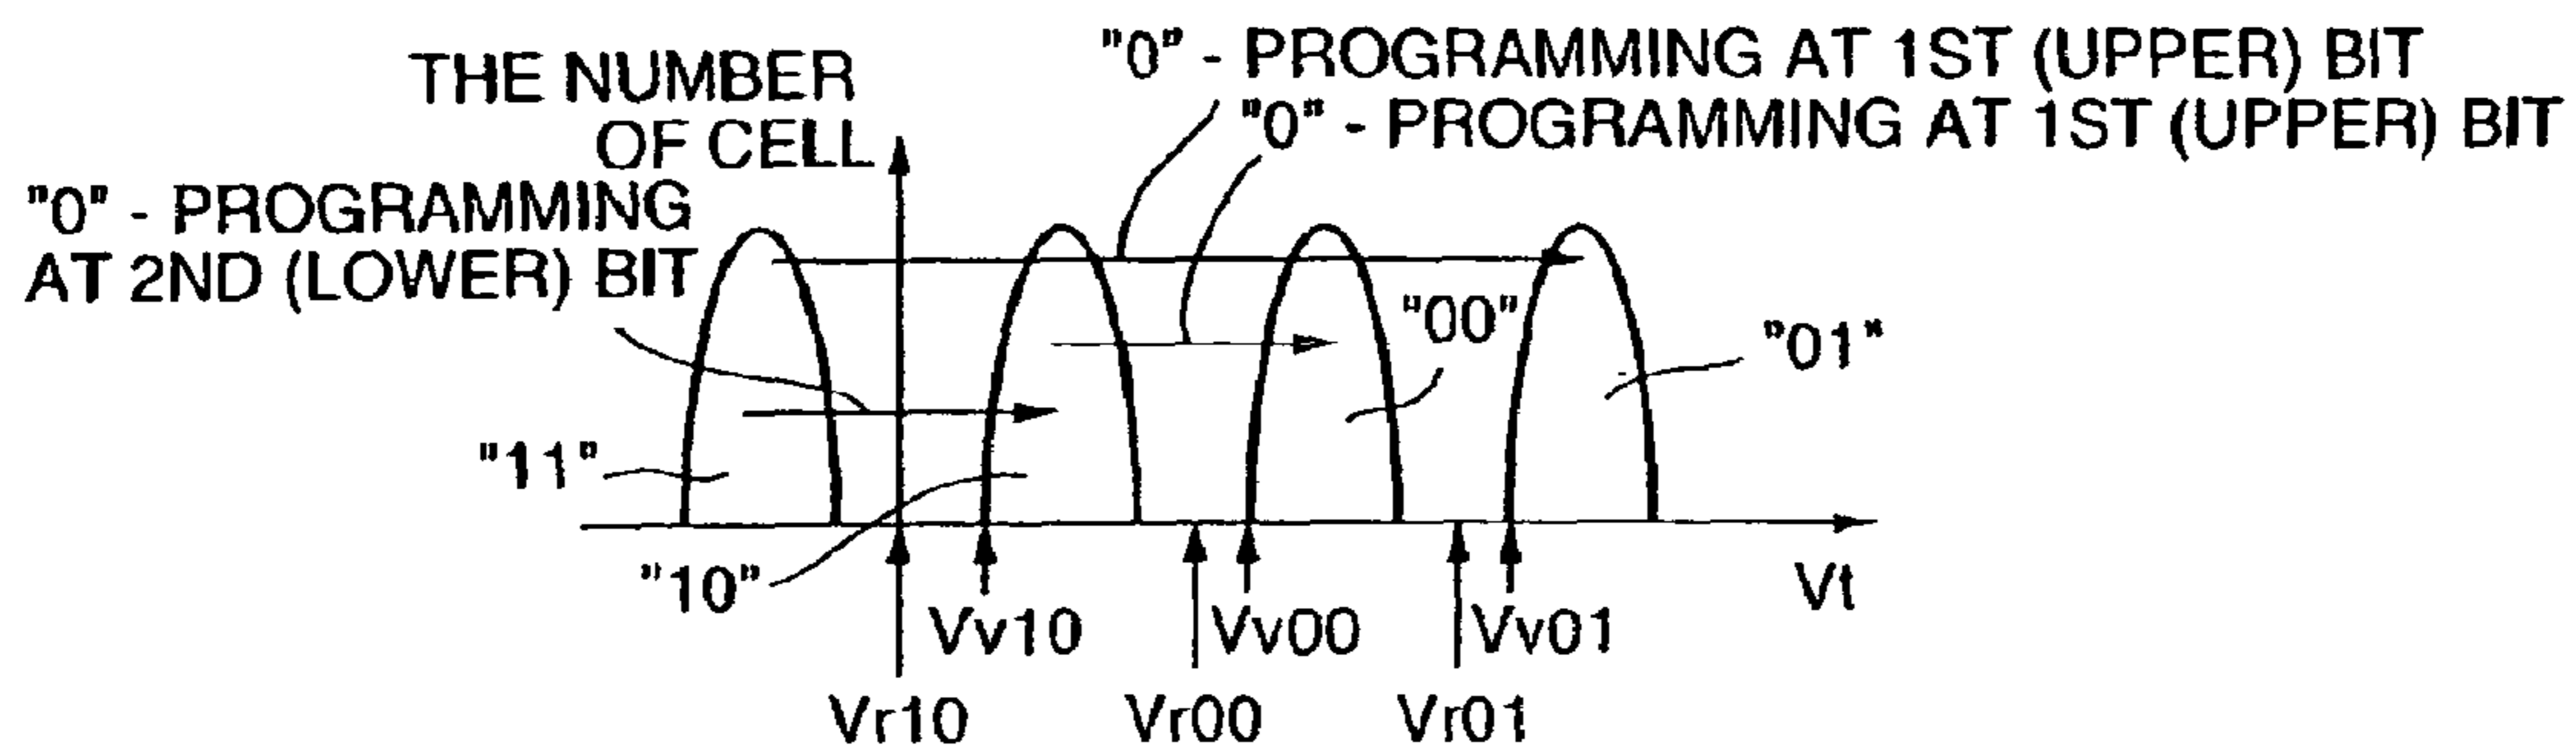 THE NUMBER
OF CELL
"0" - PROGRAMMING AT 1ST (UPPER) BIT
"0" - PROGRAMMING AT 1ST (UPPER) BIT
"0" - PROGRAMMING
AT 2ND (LOWER) BIT
"00"
"01"
"11"
"10"
Vv10
Vv00
Vv01
Vt
Vr10
Vr00
Vr01